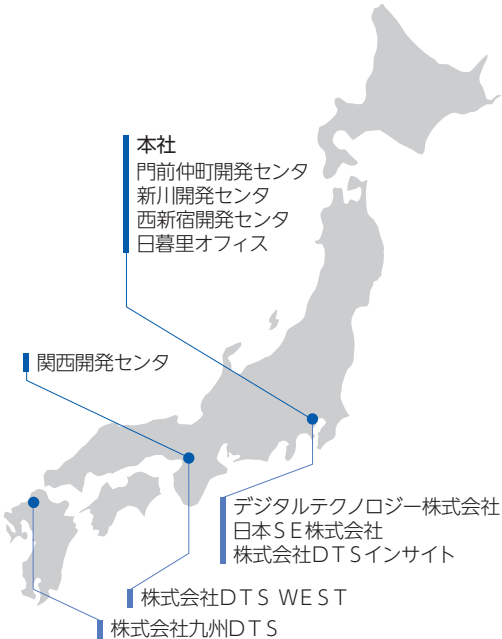 本社
門前仲町開発センタ
新川開発センタ
西新宿開発センタ
日暮里オフィス
関西開発センタ
デジタルテクノロジー株式会社
日本ＳＥ株式会社
株式会社ＤＴＳインサイト
株式会社ＤＴＳ ＷＥＳＴ
株式会社九州ＤＴＳ